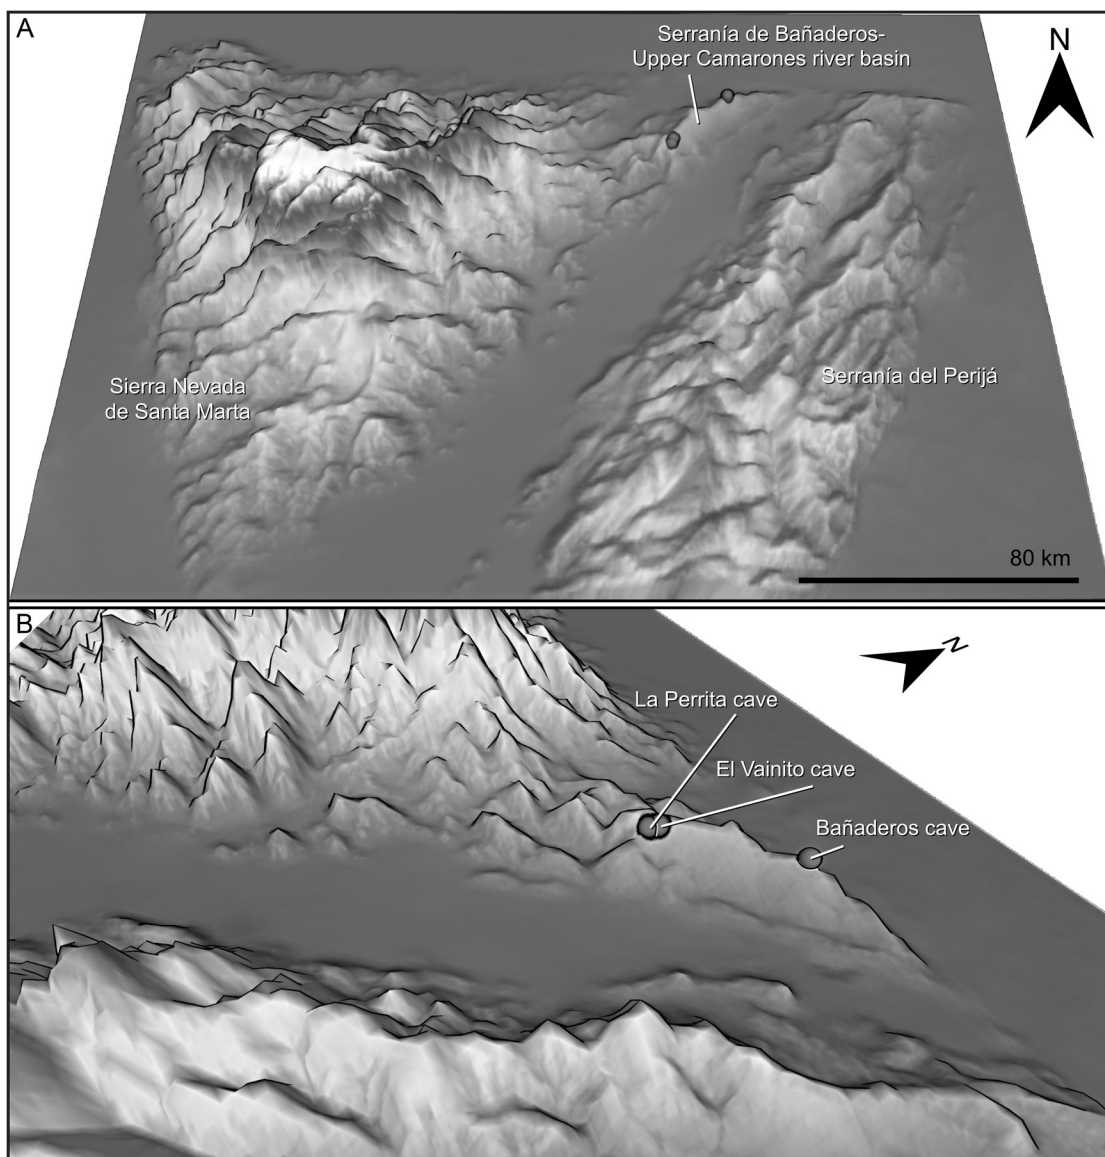 A
Serranía de Bañaderos-
Upper Camarones river basin
N
Sierra Nevada
de Santa Marta
Serranía del Perijá
80 km
B
N
La Perrita cave
El Vainito cave
Bañaderos cave